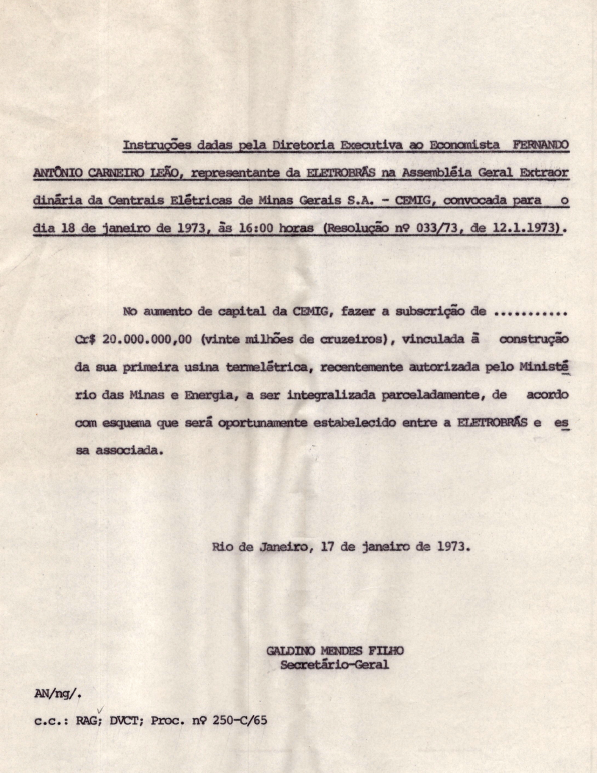 Instruções dadas pela Diretoria Executiva ao Economista FERNANDO
ANTÔNIO CARNEIRO LEÃO, representante da ELETROBRÁS na Assembléia Geral Extraor
dinária da Centrais Elétricas de Minas Gerais S.A. - CEMIG, convocada para o
dia 18 de janeiro de 1973, às 16:00 horas (Resolução nº 033/73, de 12.1.1973).
No aumento de capital da CEMIG, fazer a subscrição de ...........
Cr$ 20.000.000,00 (vinte milhões de cruzeiros), vinculada à construção
da sua primeira usina termelétrica, recentemente autorizada pelo Ministé
rio das Minas e Energia, a ser integralizada parceladamente, de acordo
com esquema que será oportunamente estabelecido entre a ELETROBRÁS e es
sa associada.
Rio de Janeiro, 17 de janeiro de 1973.
GALDINO MENDES FILHO
Secretário-Geral
AN/ng/.
c.c.: RAG; DVCT; Proc. nº 250-C/65